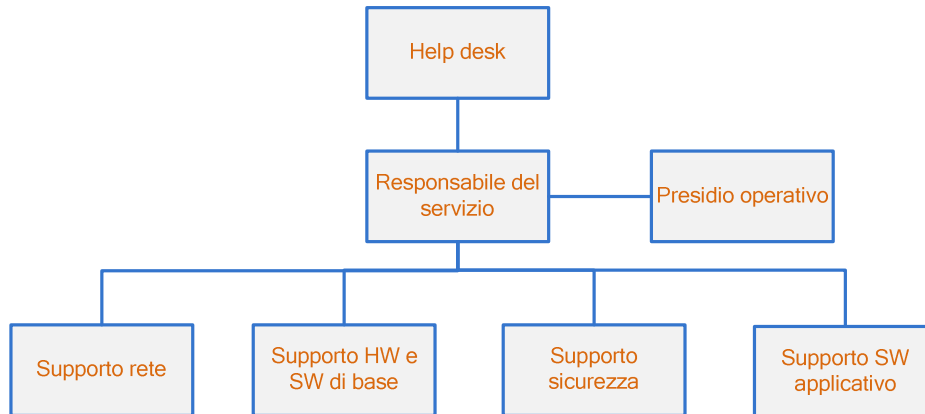 Help desk
Responsabile del
servizio
Presidio operativo
Supporto rete
Supporto HW e
SW di base
Supporto
sicurezza
Supporto SW
applicativo